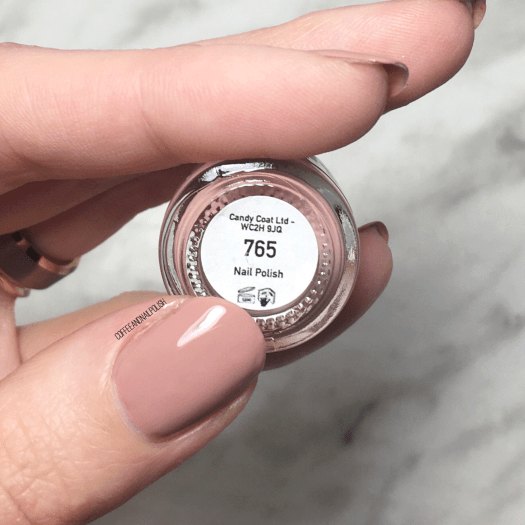 Candy Coat Ltd -
WC2H 9JQ
765
Nail Polish
COFFEEANDNAILPOLISH